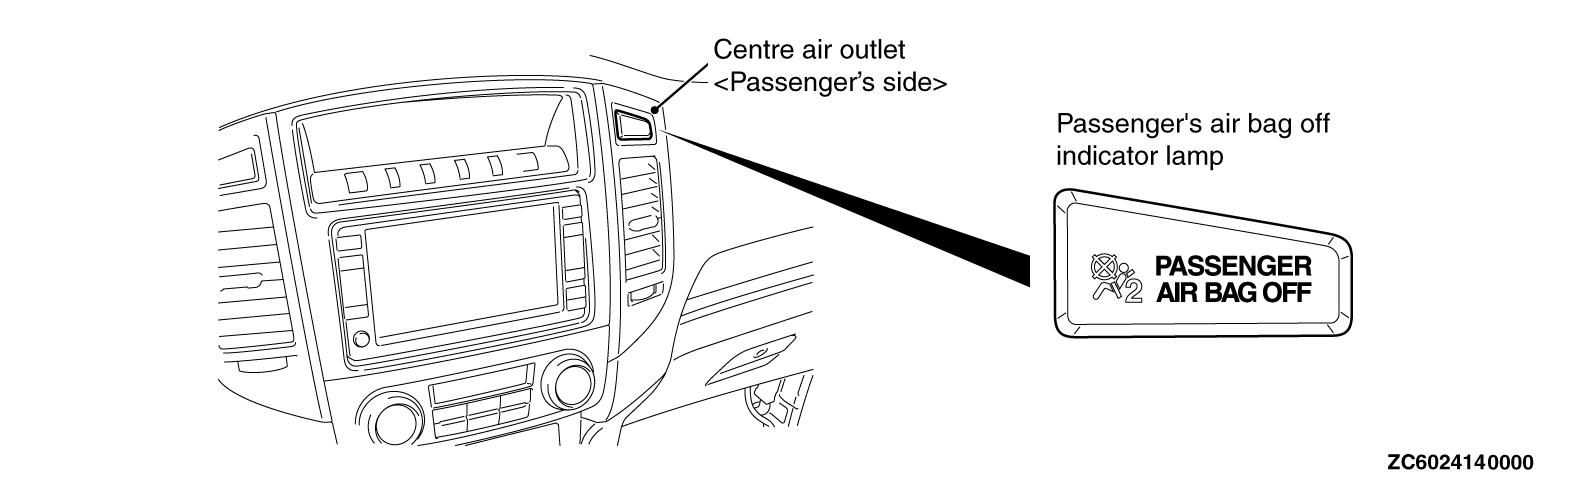 Centre air outlet
<Passenger’s side>
Passenger's air bag off
indicator lamp
2
PASSENGER
AIR BAG OFF
ZC6024140000